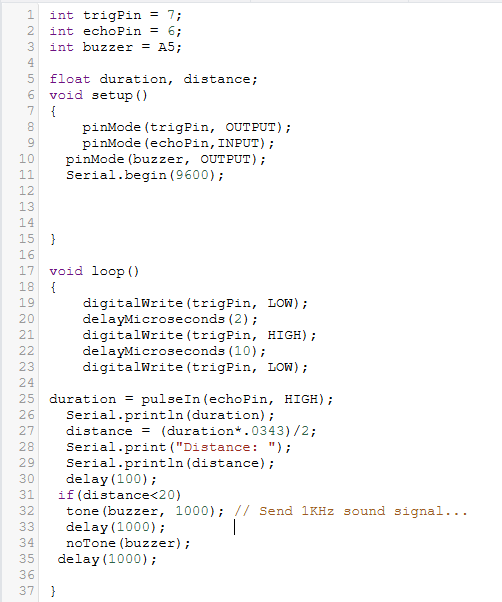 1 int trigPin = 7;
2 int echoPin = 6;
3 int buzzer = A5;
4
5 float duration, distance;
6 void setup()
7 {
8     pinMode(trigPin, OUTPUT);
9     pinMode(echoPin,INPUT);
10   pinMode(buzzer, OUTPUT);
11   Serial.begin(9600);
12
13
14
15 }
16
17 void loop()
18 {
19     digitalWrite(trigPin, LOW);
20     delayMicroseconds(2);
21     digitalWrite(trigPin, HIGH);
22     delayMicroseconds(10);
23     digitalWrite(trigPin, LOW);
24
25 duration = pulseIn(echoPin, HIGH);
26   Serial.println(duration);
27   distance = (duration*.0343)/2;
28   Serial.print("Distance: ");
29   Serial.println(distance);
30   delay(100);
31  if(distance<20)
32   tone(buzzer, 1000); // Send 1KHz sound signal...
33   delay(1000);
34   noTone(buzzer);
35  delay(1000);
36
37 }